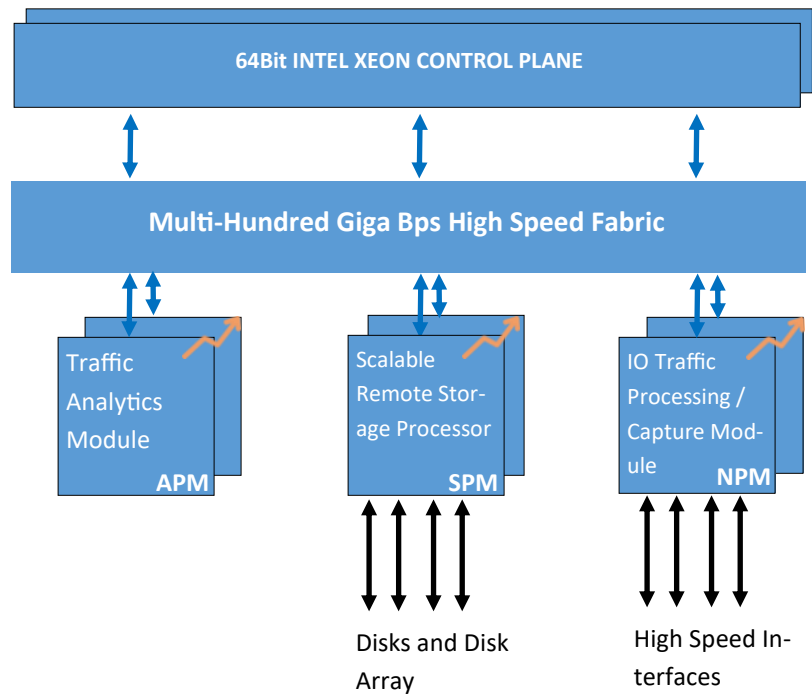 64Bit INTEL XEON CONTROL PLANE
Multi-Hundred Giga Bps High Speed Fabric
Traffic
Analytics
Module
APM
Scalable
Remote Stor-
age Processor
SPM
IO Traffic
Processing /
Capture Mod-
ule
NPM
Disks and Disk
Array
High Speed In-
terfaces